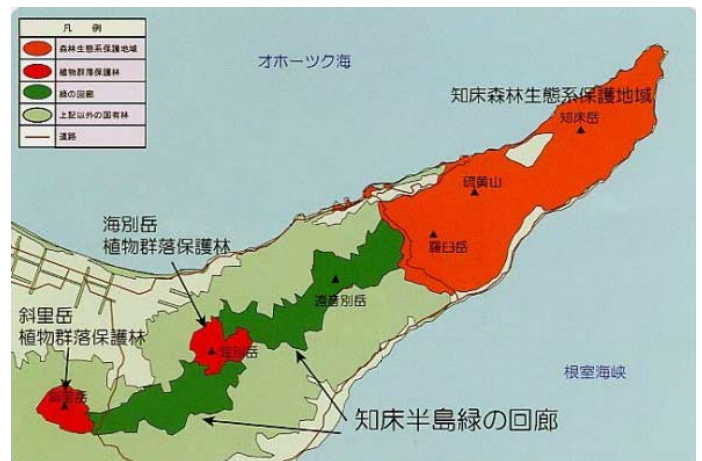 凡例
森林生態系保護地域
植物群落保護林
緑の回廊
上記以外の国有林
道路
オホーツク海
知床森林生態系保護地域
知床岳
硫黄山
羅臼岳
海別岳
植物群落保護林
遠音別岳
斜里岳
植物群落保護林
海別岳
根室海峡
斜里岳
知床半島緑の回廊